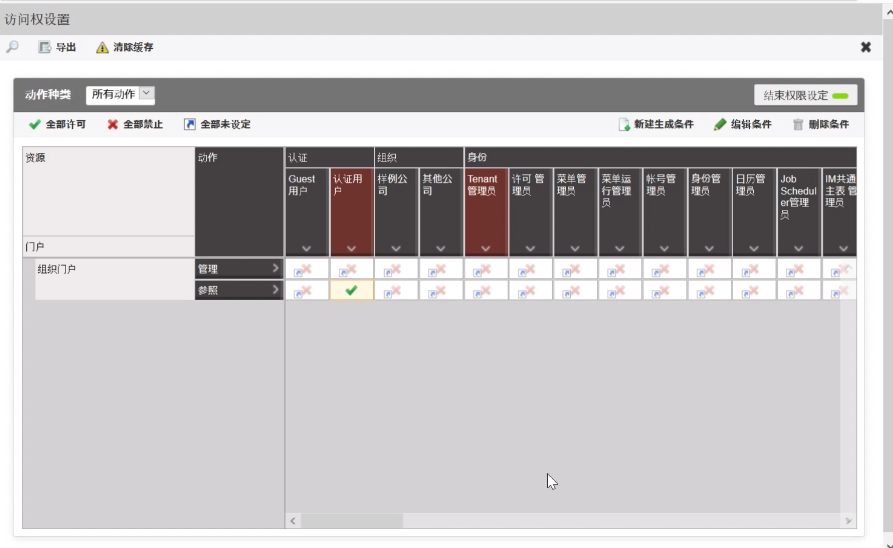 访问权设置
导出 清除缓存
动作种类 所有动作 结束权限设定
全部许可 全部禁止 全部未设定 新建生成条件 编辑条件 删除条件
资源 动作 认证 组织 身份
Guest用户 认证用户 样例公司 其他公司 Tenant管理员 许可 管理员 菜单管理员 菜单运行管理员 帐号管理员 身份管理员 日历管理员 Job Scheduler管理员 IM共通主表 管理员
门户
组织门户 管理
参照